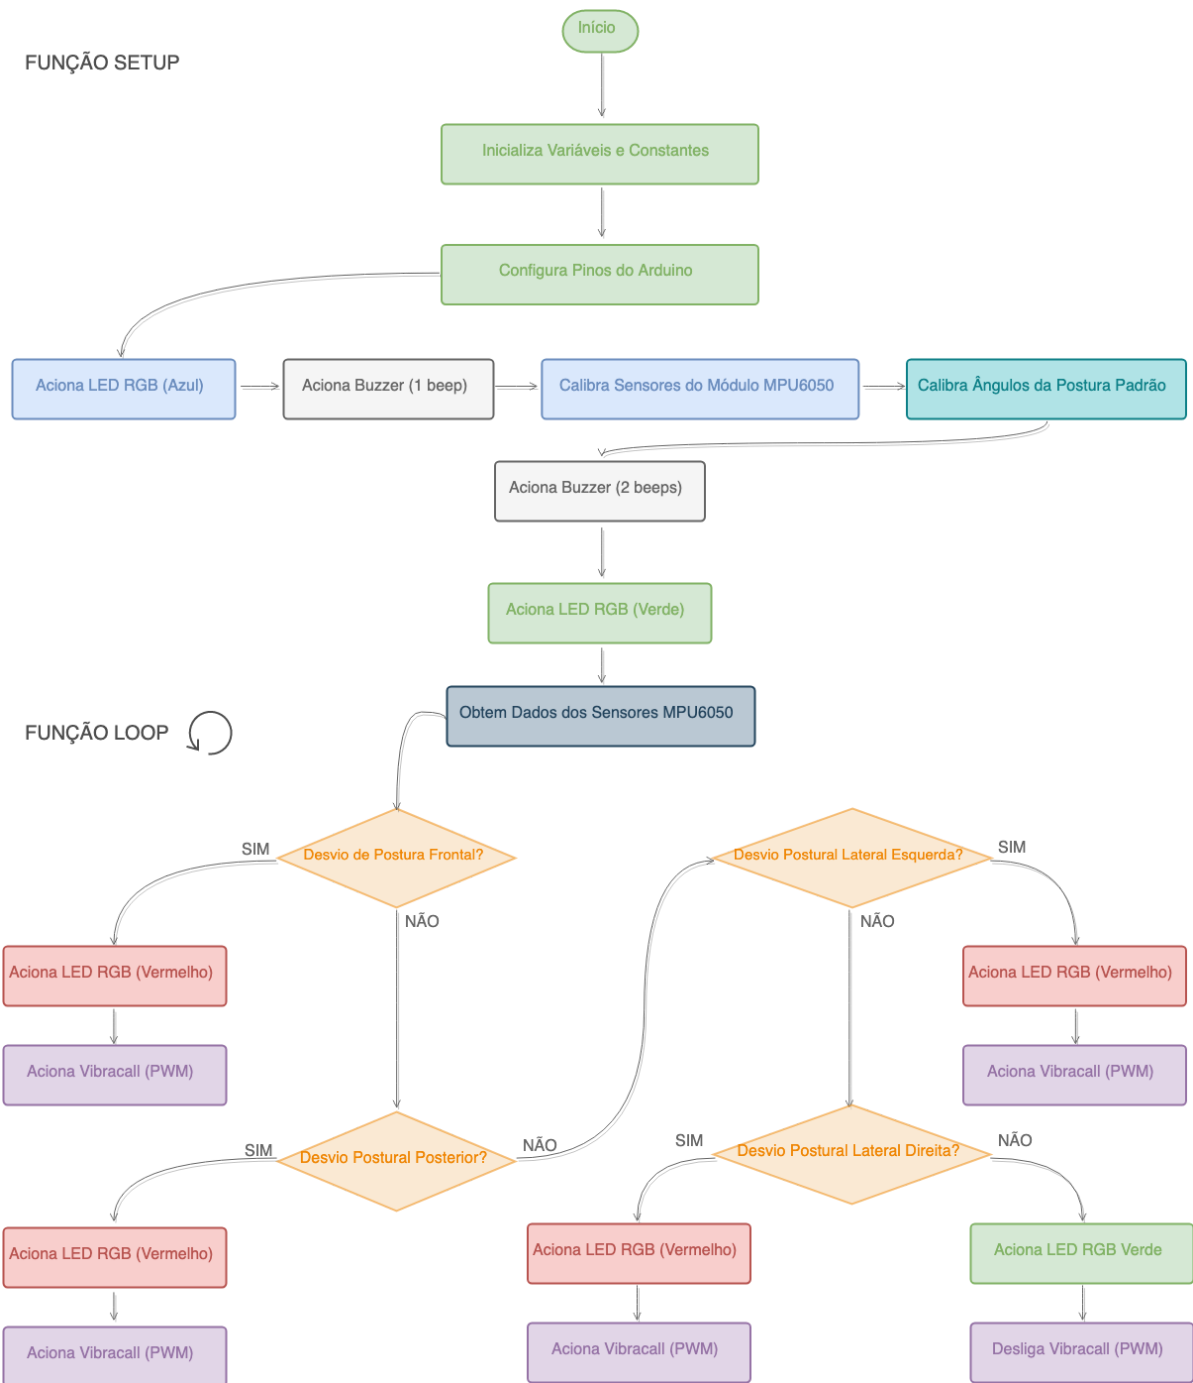 Início
FUNÇÃO SETUP
Inicializa Variáveis e Constantes
Configura Pinos do Arduino
Aciona LED RGB (Azul)
Aciona Buzzer (1 beep)
Calibra Sensores do Módulo MPU6050
Calibra Ângulos da Postura Padrão
Aciona Buzzer (2 beeps)
Aciona LED RGB (Verde)
Obtem Dados dos Sensores MPU6050
FUNÇÃO LOOP
Desvio de Postura Frontal?
SIM
NÃO
Aciona LED RGB (Vermelho)
Aciona Vibracall (PWM)
Desvio Postural Posterior?
SIM
NÃO
Aciona LED RGB (Vermelho)
Aciona Vibracall (PWM)
Desvio Postural Lateral Esquerda?
SIM
NÃO
Aciona LED RGB (Vermelho)
Aciona Vibracall (PWM)
Desvio Postural Lateral Direita?
SIM
NÃO
Aciona LED RGB (Vermelho)
Aciona Vibracall (PWM)
Aciona LED RGB Verde
Desliga Vibracall (PWM)